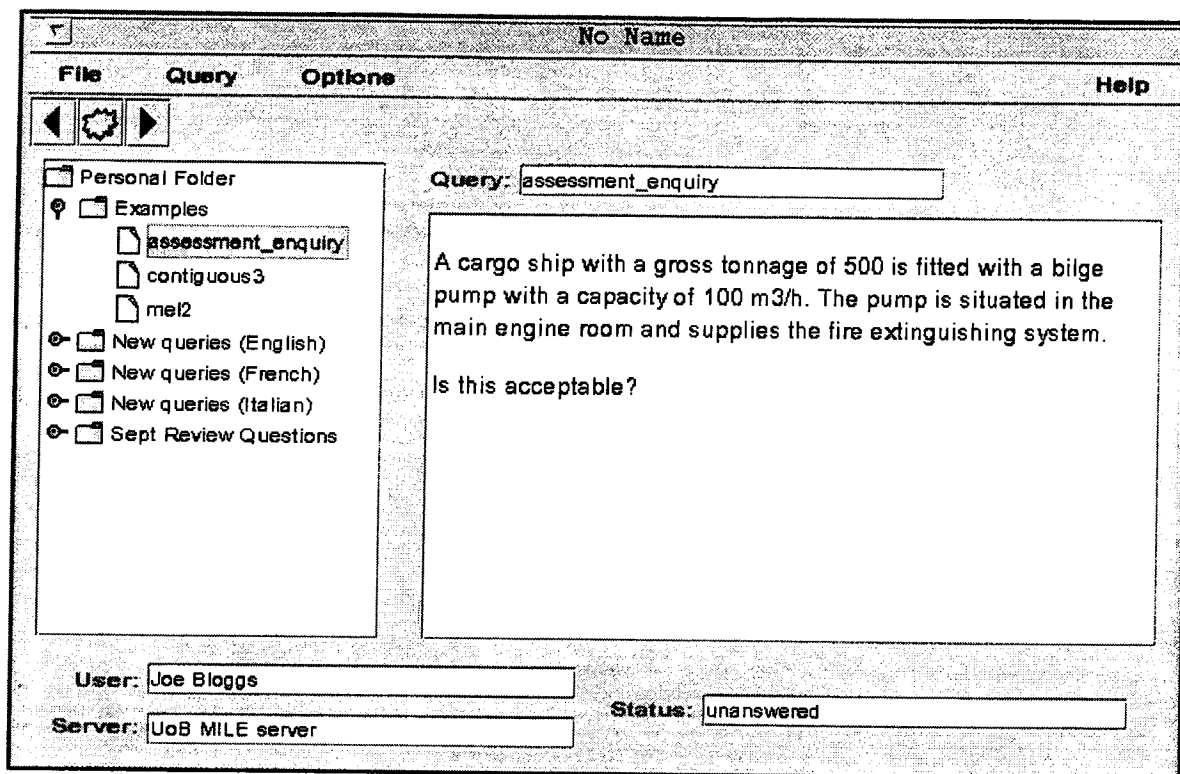 No Name
File Query Options Help
Personal Folder
Examples
assessment_enquiry
contiguous3
mel2
New queries (English)
New queries (French)
New queries (Italian)
Sept Review Questions
Query: assessment_enquiry
A cargo ship with a gross tonnage of 500 is fitted with a bilge
pump with a capacity of 100 m3/h. The pump is situated in the
main engine room and supplies the fire extinguishing system.
Is this acceptable?
User: Joe Bloggs
Server: UoB MILE server
Status: unanswered